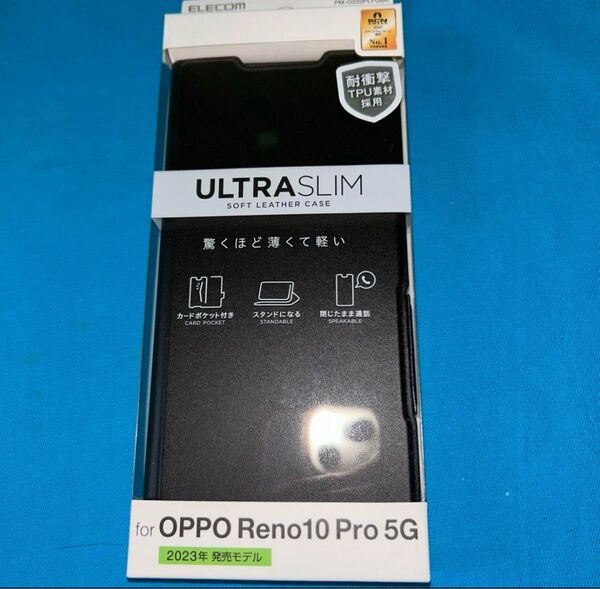 ELECOM
No.1
耐衝撃
TPU素材
採用
ULTRASLIM
SOFT LEATHER CASE
驚くほど薄くて軽い
カードポケット付き
CARD POCKET
スタンドになる
STANDABLE
閉じたまま通話
SPEAKABLE
for OPPO Reno10 Pro 5G
2023年 発売モデル